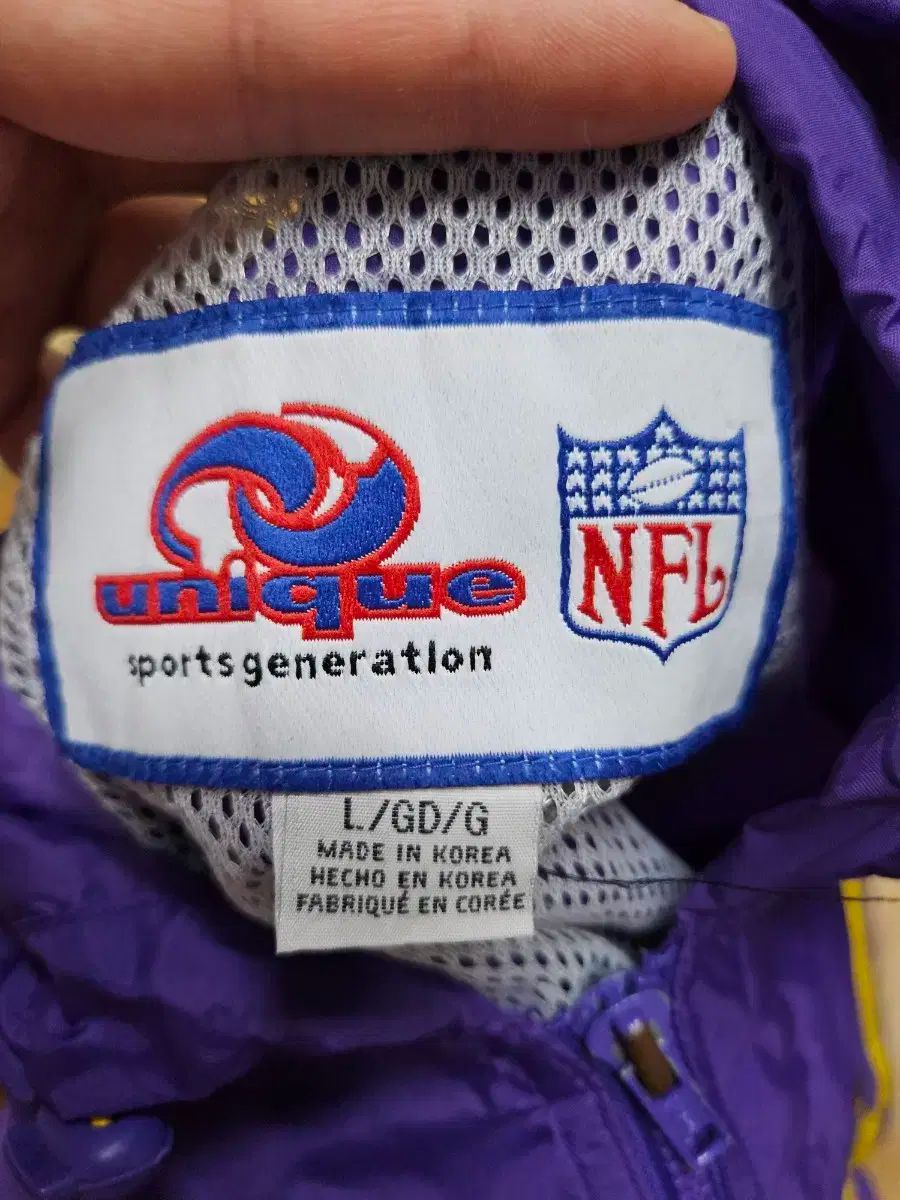 unique
sportsgeneration
NFL
L/GD/G
MADE IN KOREA
HECHO EN KOREA
FABRIQUÉ EN CORÉE